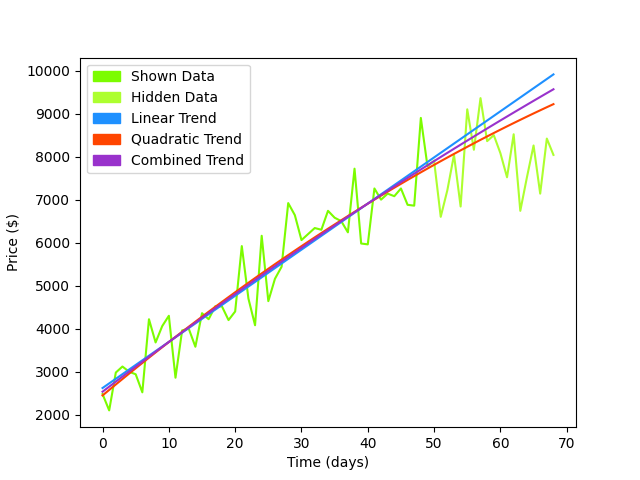 10000
9000
8000
7000
6000
5000
4000
3000
2000
Price ($)
Shown Data
Hidden Data
Linear Trend
Quadratic Trend
Combined Trend
0 10 20 30 40 50 60 70
Time (days)